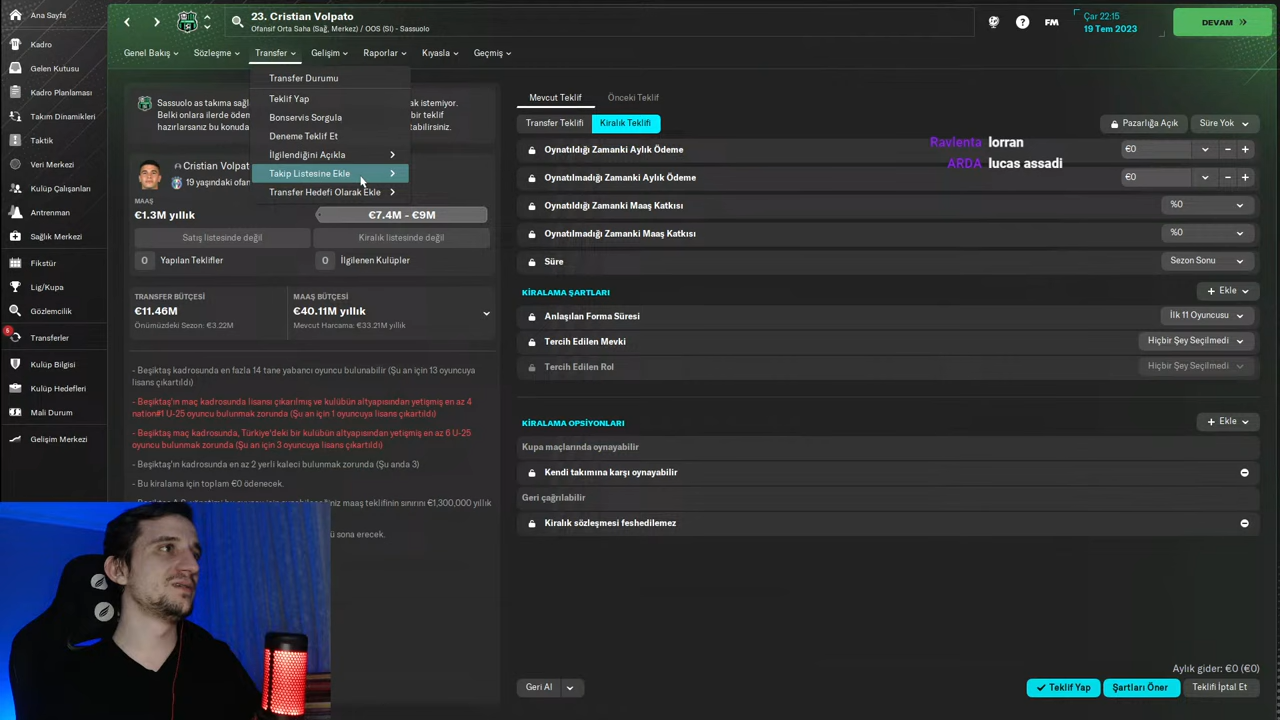 Ana Sayfa
Kadro
Gelen Kutusu
Kadro Planlaması
Takım Dinamikleri
Taktik
Veri Merkezi
Kulüp Çalışanları
Antrenman
Sağlık Merkezi
Fikstür
Lig/Kupa
Gözlemcilik
5
Transferler
Kulüp Bilgisi
Kulüp Hedefleri
Mali Durum
Gelişim Merkezi
23. Cristian Volpato
Ofansif Orta Saha (Sağ, Merkez) / OOS (Sağ) - Sassuolo
FM
Çar 22:15
19 Tem 2023
DEVAM
Genel Bakış
Sözleşme
Transfer
Gelişim
Raporlar
Kıyasla
Geçmiş
Transfer Durumu
Teklif Yap
Bonservis Sorgula
Deneme Teklif Et
İlgilendiğini Açıkla
Takip Listesine Ekle
Transfer Hedefi Olarak Ekle
Sassuolo as takıma sağl
ak istemiyor.
Belki onlara ilerde
bir teklif
hazırlarsanız bu konuda
tabilirsiniz.
Cristian Volpat
19 yaşındaki ofan
MAAŞ
€1.3M yıllık
€7.4M - €9M
Satış listesinde değil
Kiralık listesinde değil
0 Yapılan Teklifler
0 İlgilenen Kulüpler
TRANSFER BÜTÇESİ
€11.46M
Önümüzdeki Sezon: €3.22M
MAAŞ BÜTÇESİ
€40.11M yıllık
Mevcut Harcama: €33.21M yıllık
- Beşiktaş kadrosunda en fazla 14 tane yabancı oyuncu bulunabilir (Şu an için 13 oyuncuya
lisans çıkartıldı)
- Beşiktaş'ın maç kadrosunda lisansı çıkarılmış ve kulübün altyapısından yetişmiş en az 4
nation#1 U-25 oyuncu bulunmak zorunda (Şu an için 1 oyuncuya lisans çıkartıldı)
- Beşiktaş maç kadrosunda, Türkiye'deki bir kulübün altyapısından yetişmiş en az 6 U-25
oyuncu bulunmak zorunda (Şu an için 3 oyuncuya lisans çıkartıldı)
- Beşiktaş'ın kadrosunda en az 2 yerli kaleci bulunmak zorunda (Şu anda 3)
- Bu kiralama için toplam €0 ödenecek.
niz maaş teklifinin sınırını €1,300,000 yıllık
sona erecek.
Mevcut Teklif
Önceki Teklif
Transfer Teklifi
Kiralık Teklifi
Pazarlığa Açık
Süre Yok
Oynatıldığı Zamanki Aylık Ödeme
€0
Oynatılmadığı Zamanki Aylık Ödeme
€0
Oynatıldığı Zamanki Maaş Katkısı
%0
Oynatılmadığı Zamanki Maaş Katkısı
%0
Süre
Sezon Sonu
KİRALAMA ŞARTLARI
Ekle
Anlaşılan Forma Süresi
İlk 11 Oyuncusu
Tercih Edilen Mevki
Hiçbir Şey Seçilmedi
Tercih Edilen Rol
Hiçbir Şey Seçilmedi
KİRALAMA OPSİYONLARI
Ekle
Kupa maçlarında oynayabilir
Kendi takımına karşı oynayabilir
Geri çağrılabilir
Kiralık sözleşmesi feshedilemez
Ravlenta lorran
ARDA lucas assadi
Aylık gider: €0 (€0)
Geri Al
Teklif Yap
Şartları Öner
Teklifi İptal Et